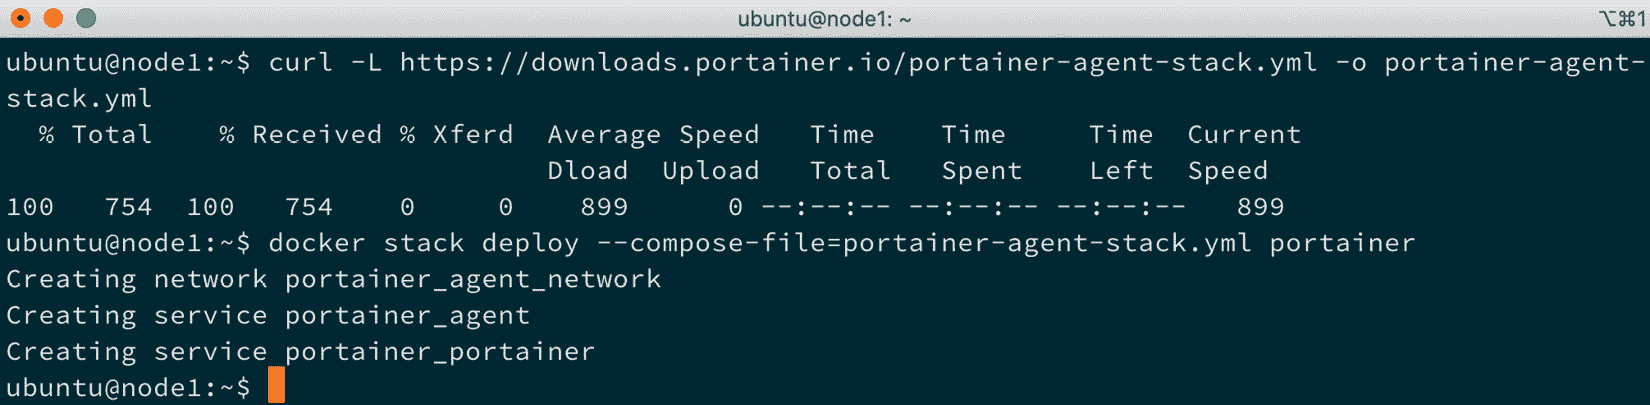 ubuntu@node1: ~
⌥⌘1
ubuntu@node1:~$ curl -L https://downloads.portainer.io/portainer-agent-stack.yml -o portainer-agent-
stack.yml
  % Total    % Received % Xferd  Average Speed   Time    Time     Time  Current
                                 Dload  Upload   Total   Spent    Left  Speed
100   754  100   754    0     0    899      0 --:--:-- --:--:-- --:--:--   899
ubuntu@node1:~$ docker stack deploy --compose-file=portainer-agent-stack.yml portainer
Creating network portainer_agent_network
Creating service portainer_agent
Creating service portainer_portainer
ubuntu@node1:~$